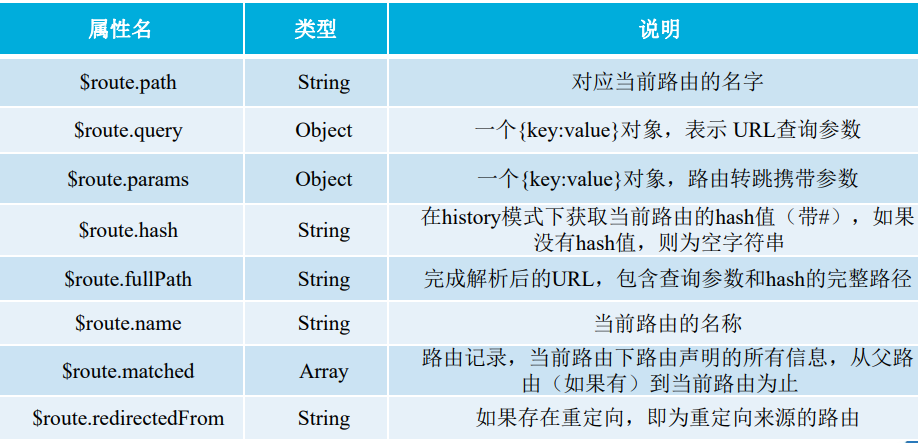 属性名 类型 说明
$route.path String 对应当前路由的名字
$route.query Object 一个{key:value}对象，表示 URL查询参数
$route.params Object 一个{key:value}对象，路由转跳携带参数
$route.hash String 在history模式下获取当前路由的hash值（带#），如果
没有hash值，则为空字符串
$route.fullPath String 完成解析后的URL，包含查询参数和hash的完整路径
$route.name String 当前路由的名称
$route.matched Array 路由记录，当前路由下路由声明的所有信息，从父路
由（如果有）到当前路由为止
$route.redirectedFrom String 如果存在重定向，即为重定向来源的路由